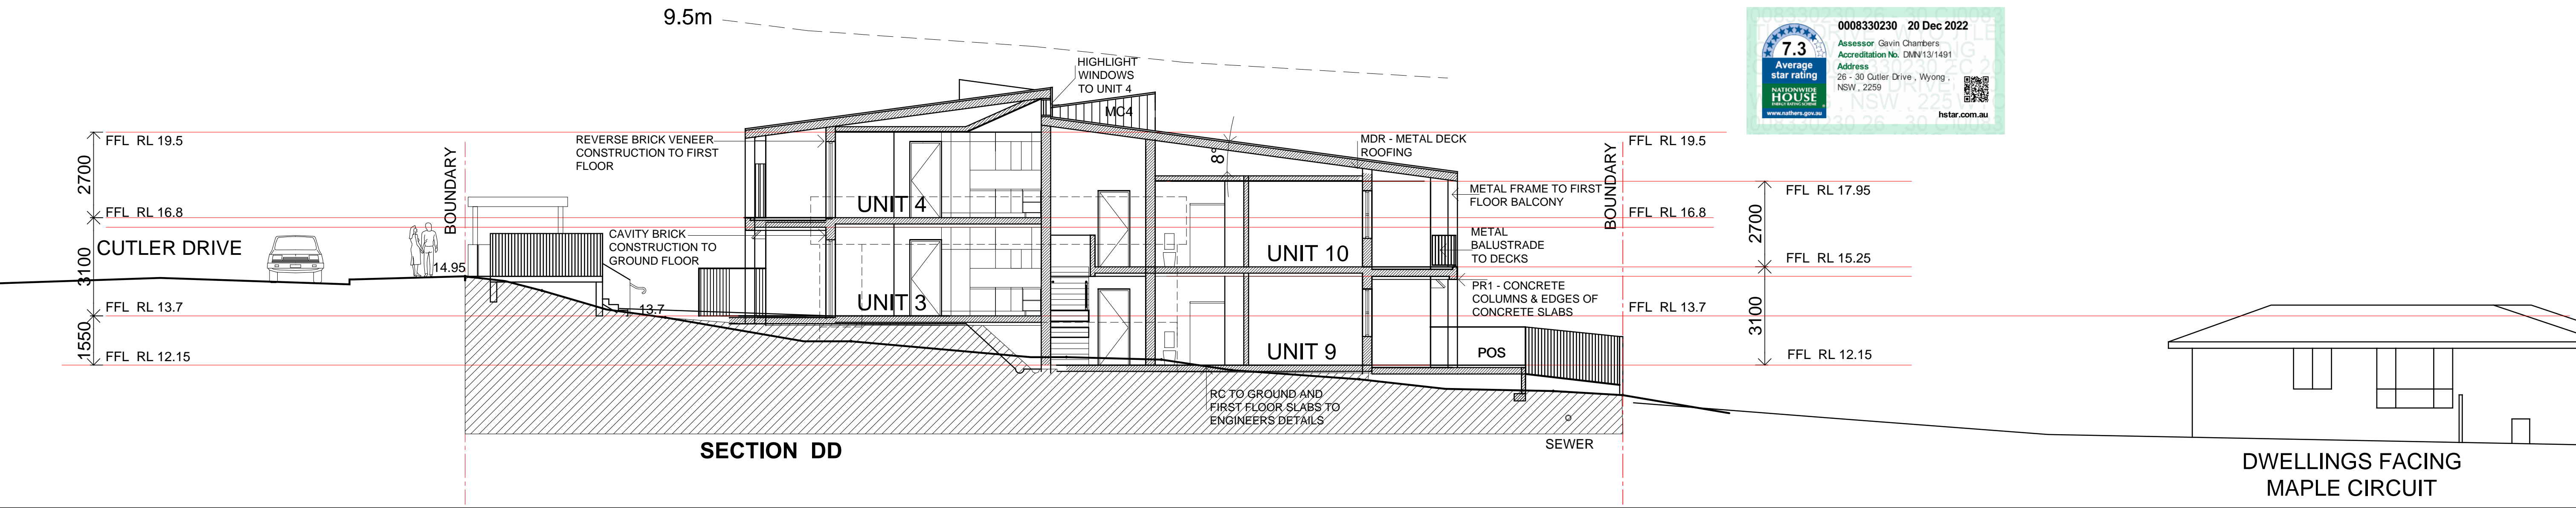 9.5m
0008330230 20 Dec 2022
7.3
Average
star rating
NATIONWIDE
HOUSE
ENERGY RATING SCHEME
www.nathers.gov.au
Assessor Gavin Chambers
Accreditation No. DMN/13/1491
Address
26 - 30 Cutler Drive , Wyong ,
NSW , 2259
hstar.com.au
HIGHLIGHT
WINDOWS
TO UNIT 4
MC4
REVERSE BRICK VENEER
CONSTRUCTION TO FIRST
FLOOR
8°
MDR - METAL DECK
ROOFING
FFL RL 19.5
2700
FFL RL 16.8
3100
FFL RL 13.7
1550
FFL RL 12.15
CUTLER DRIVE
BOUNDARY
14.95
13.7
CAVITY BRICK
CONSTRUCTION TO
GROUND FLOOR
UNIT 4
UNIT 3
UNIT 10
UNIT 9
METAL FRAME TO FIRST
FLOOR BALCONY
METAL
BALUSTRADE
TO DECKS
PR1 - CONCRETE
COLUMNS & EDGES OF
CONCRETE SLABS
POS
RC TO GROUND AND
FIRST FLOOR SLABS TO
ENGINEERS DETAILS
SEWER
BOUNDARY
FFL RL 19.5
FFL RL 16.8
FFL RL 13.7
2700
3100
FFL RL 17.95
FFL RL 15.25
FFL RL 12.15
SECTION DD
DWELLINGS FACING
MAPLE CIRCUIT